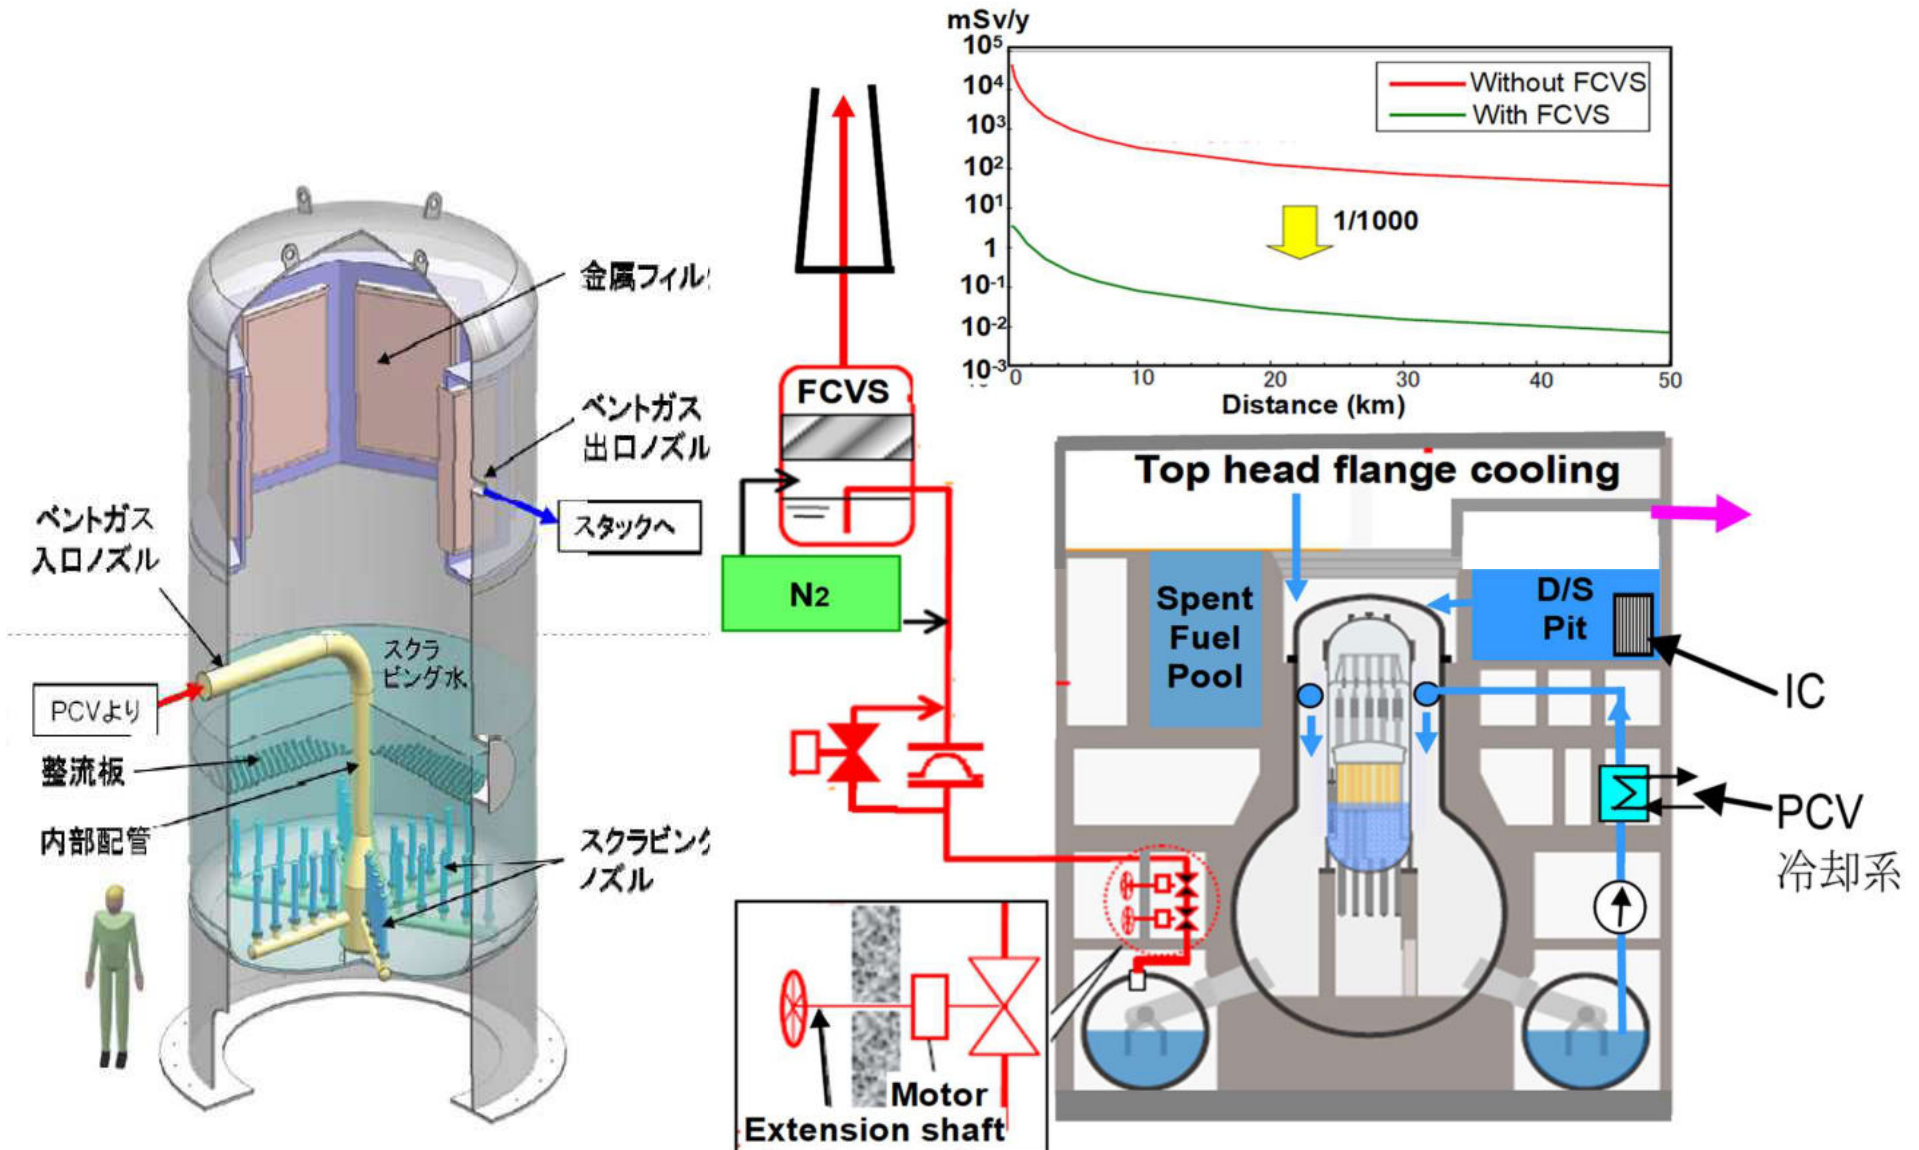 金属フィル
ベントガス
出口ノズル
スタックへ
ベントガス
入口ノズル
スクラ
ビング水
PCVより
整流板
内部配管
スクラビング
ノズル
FCVS
N2
mSv/y
10⁵
10⁴
10³
10²
10¹
1
10⁻¹
10⁻²
10⁻³
Without FCVS
With FCVS
1/1000
0 10 20 30 40 50
Distance (km)
Top head flange cooling
Spent
Fuel
Pool
D/S
Pit
IC
PCV
冷却系
Motor
Extension shaft